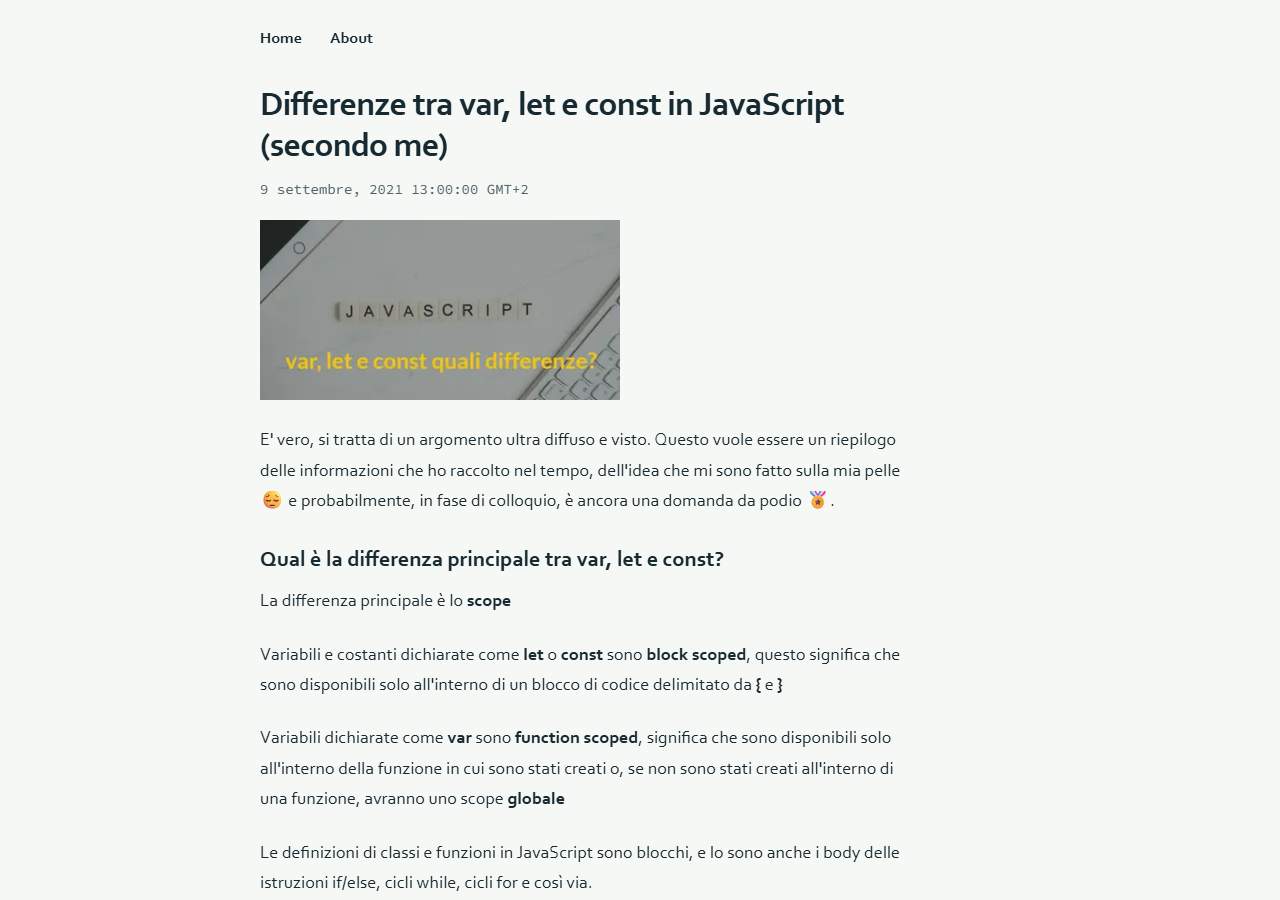 Home About
Differenze tra var, let e const in JavaScript
(secondo me)
9 settembre, 2021 13:00:00 GMT+2
JAVASCRIPT
var, let e const quali differenze?
E' vero, si tratta di un argomento ultra diffuso e visto. Questo vuole essere un riepilogo
delle informazioni che ho raccolto nel tempo, dell'idea che mi sono fatto sulla mia pelle
😔 e probabilmente, in fase di colloquio, è ancora una domanda da podio 🏅.
Qual è la differenza principale tra var, let e const?
La differenza principale è lo scope
Variabili e costanti dichiarate come let o const sono block scoped, questo significa che
sono disponibili solo all'interno di un blocco di codice delimitato da { e }
Variabili dichiarate come var sono function scoped, significa che sono disponibili solo
all'interno della funzione in cui sono stati creati o, se non sono stati creati all'interno di
una funzione, avranno uno scope globale
Le definizioni di classi e funzioni in JavaScript sono blocchi, e lo sono anche i body delle
istruzioni if/else, cicli while, cicli for e così via.